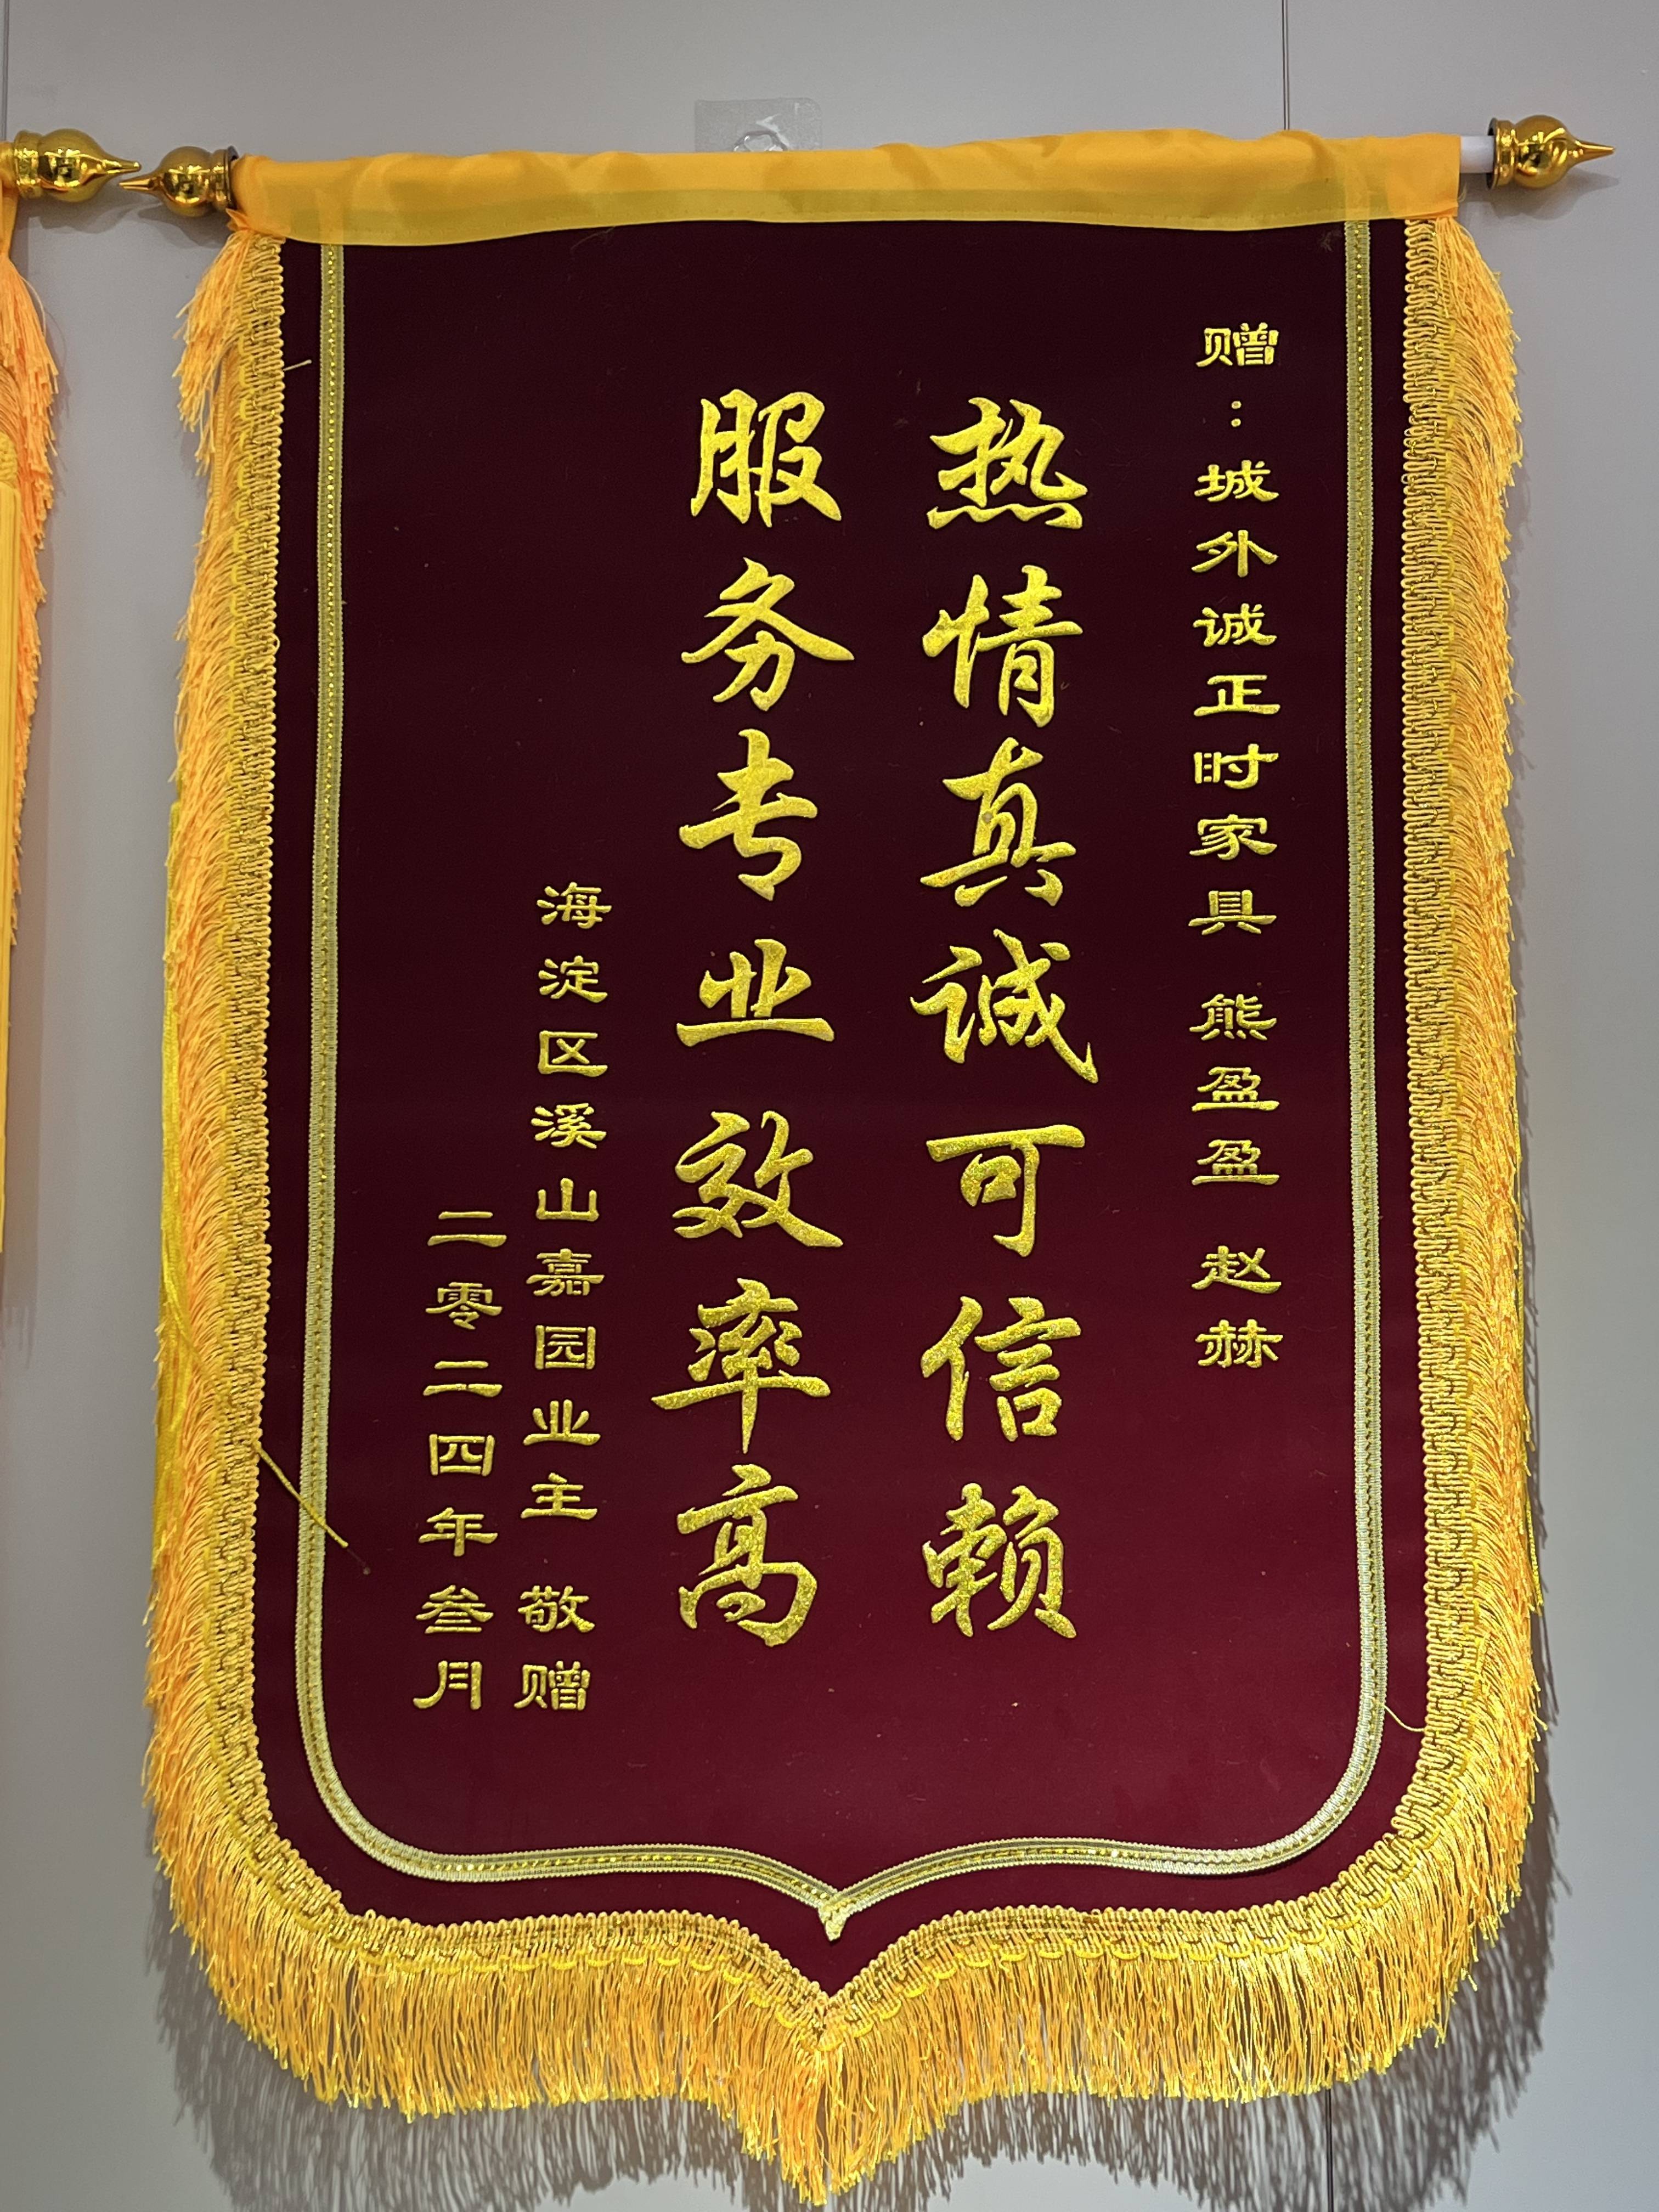 赠：城外诚正时家具 熊盈盈 赵赫
热情真诚可信赖
服务专业效率高
海淀区溪山嘉园业主 敬赠
二零二四年叁月